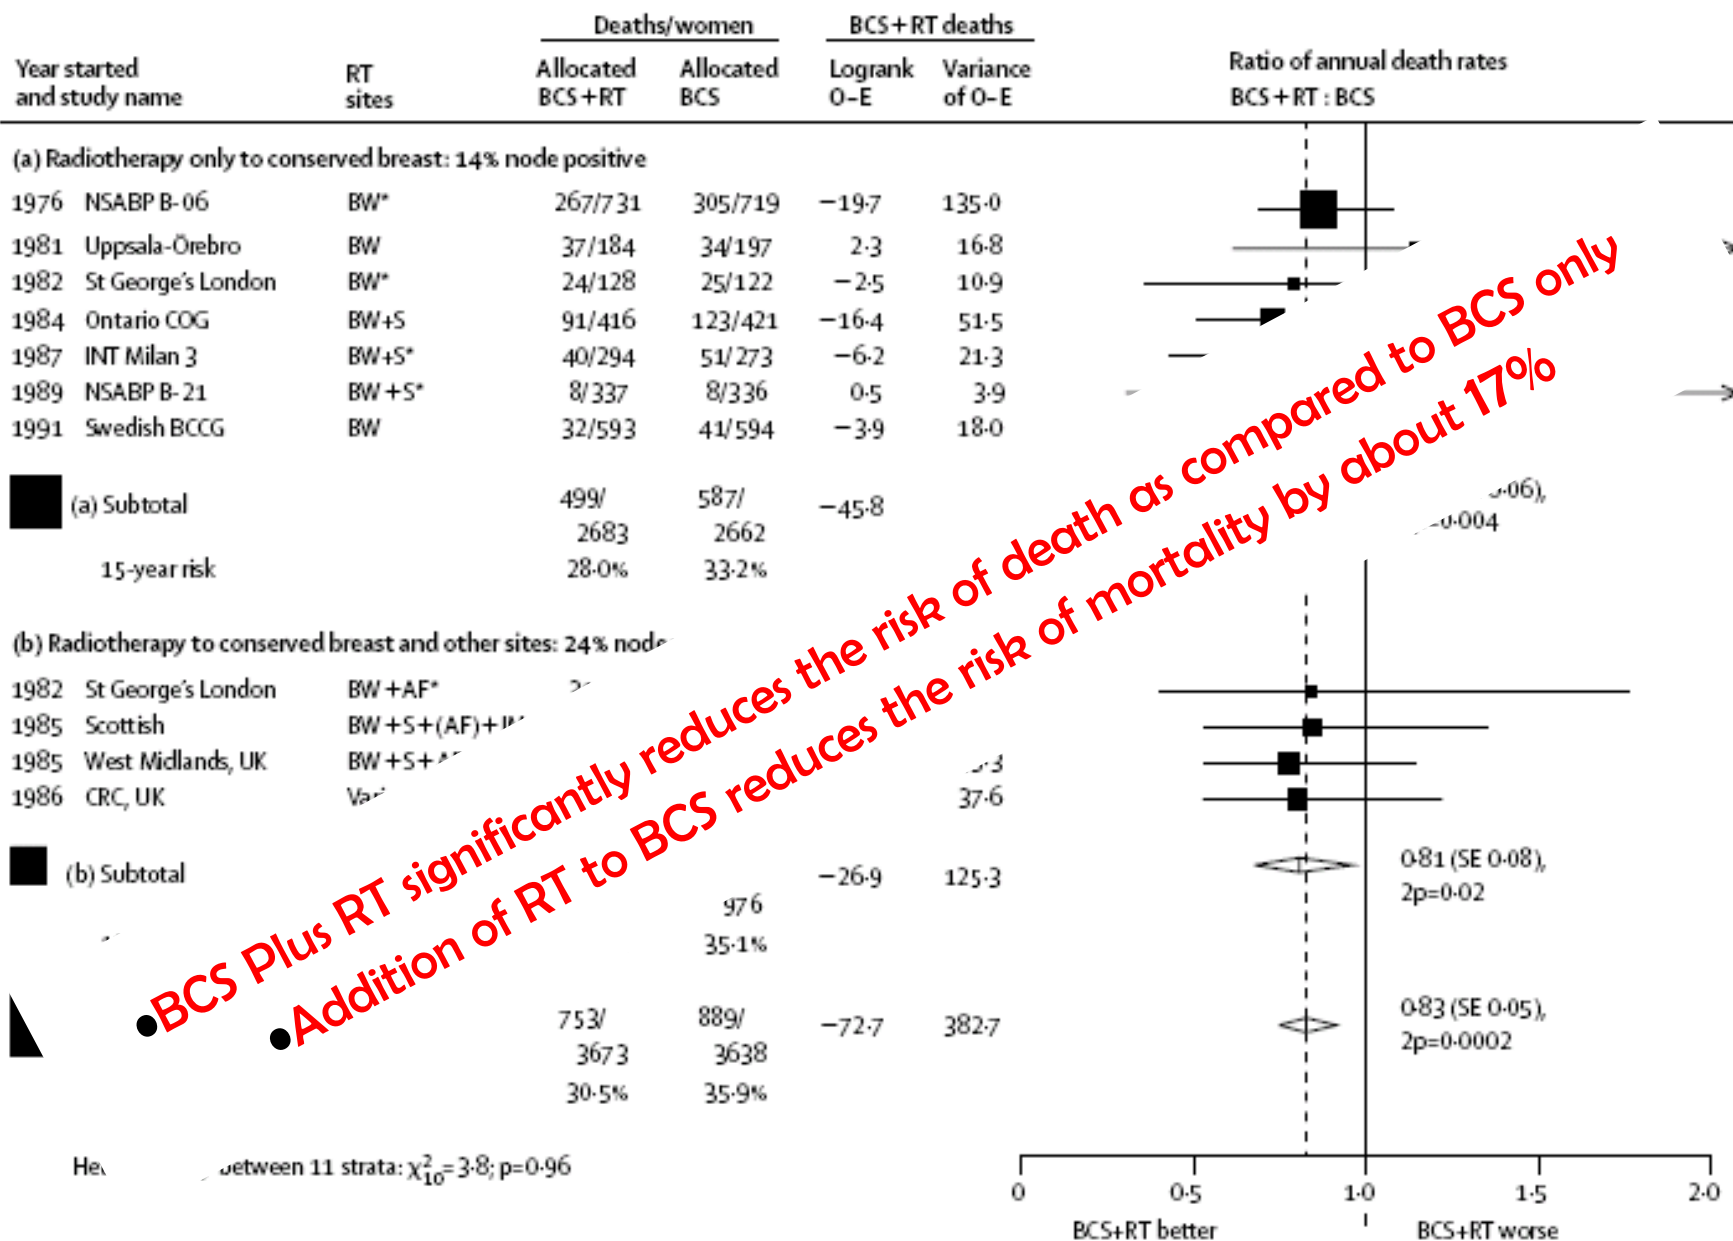 Deaths/women BCS+RT deaths
Year started RT Allocated Allocated Logrank Variance Ratio of annual death rates
and study name sites BCS+RT BCS O–E of O–E BCS+RT : BCS
(a) Radiotherapy only to conserved breast: 14% node positive
1976 NSABP B-06 BW* 267/731 305/719 −19·7 135·0
1981 Uppsala-Örebro BW 37/184 34/197 2·3 16·8
1982 St George's London BW* 24/128 25/122 −2·5 10·9
1984 Ontario COG BW+S 91/416 123/421 −16·4 51·5
1987 INT Milan 3 BW+S* 40/294 51/273 −6·2 21·3
1989 NSABP B-21 BW+S* 8/337 8/336 0·5 3·9
1991 Swedish BCCG BW 32/593 41/594 −3·9 18·0
(a) Subtotal 499/ 587/ −45·8
2683 2662
15-year risk 28·0% 33·2%
(b) Radiotherapy to conserved breast and other sites: 24% node
1982 St George's London BW+AF*
1985 Scottish BW+S+(AF)+
1985 West Midlands, UK BW+S+
1986 CRC, UK 37·6
(b) Subtotal −26·9 125·3 0·81 (SE 0·08),
976 2p=0·02
35·1%
753/ 889/ −72·7 382·7 0·83 (SE 0·05),
3673 3638 2p=0·0002
30·5% 35·9%
between 11 strata: χ²₁₀=3·8; p=0·96
0 0·5 1·0 1·5 2·0
BCS+RT better BCS+RT worse
•BCS Plus RT significantly reduces the risk of death as compared to BCS only
•Addition of RT to BCS reduces the risk of mortality by about 17%